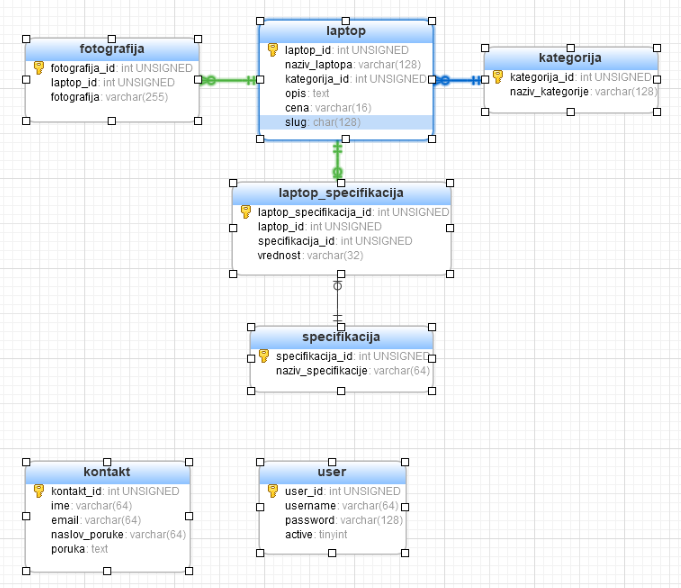 fotografija
fotografija_id: int UNSIGNED
laptop_id: int UNSIGNED
fotografija: varchar(255)
laptop
laptop_id: int UNSIGNED
naziv_laptopa: varchar(128)
kategorija_id: int UNSIGNED
opis: text
cena: varchar(16)
slug: char(128)
kategorija
kategorija_id: int UNSIGNED
naziv_kategorije: varchar(128)
laptop_specifikacija
laptop_specifikacija_id: int UNSIGNED
laptop_id: int UNSIGNED
specifikacija_id: int UNSIGNED
vrednost: varchar(32)
specifikacija
specifikacija_id: int UNSIGNED
naziv_specifikacije: varchar(64)
kontakt
kontakt_id: int UNSIGNED
ime: varchar(64)
email: varchar(64)
naslov_poruke: varchar(64)
poruka: text
user
user_id: int UNSIGNED
username: varchar(64)
password: varchar(128)
active: tinyint